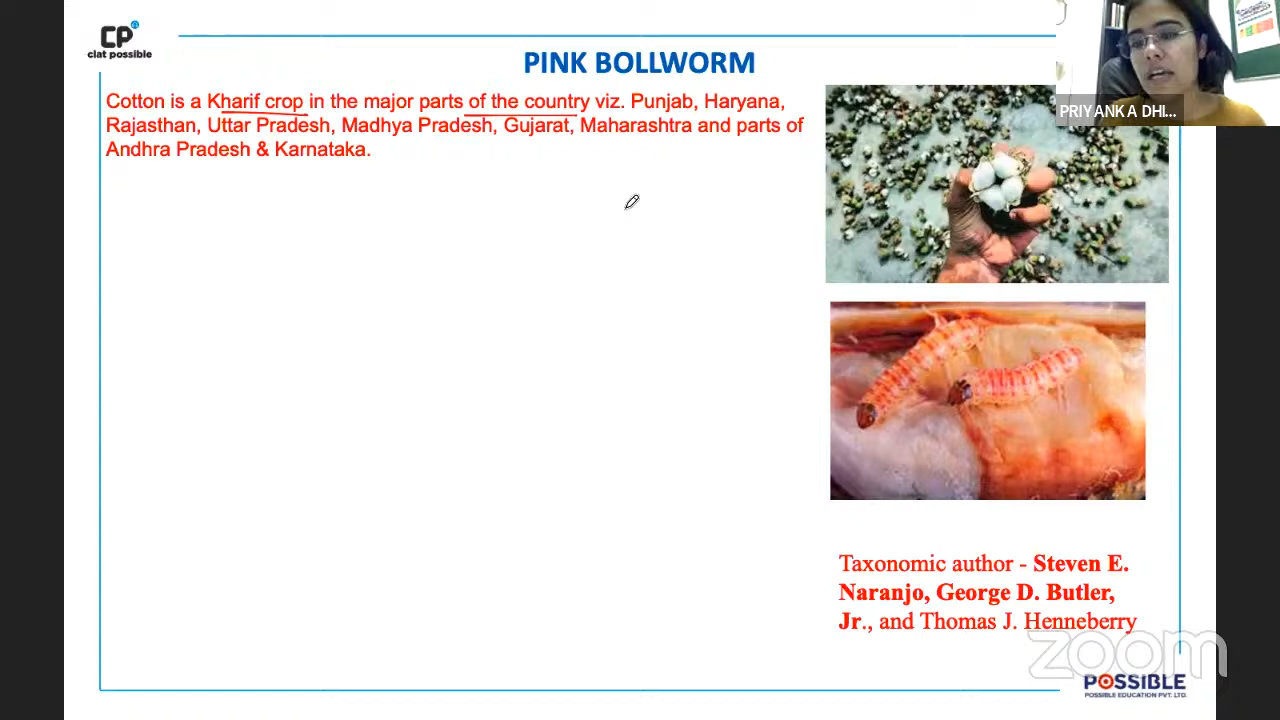 CP
clat possible
PINK BOLLWORM
PRIYANKA DHI...
Cotton is a Kharif crop in the major parts of the country viz. Punjab, Haryana,
Rajasthan, Uttar Pradesh, Madhya Pradesh, Gujarat, Maharashtra and parts of
Andhra Pradesh & Karnataka.
Taxonomic author - Steven E.
Naranjo, George D. Butler,
Jr., and Thomas J. Henneberry
zoom
POSSIBLE
POSSIBLE EDUCATION PVT. LTD.